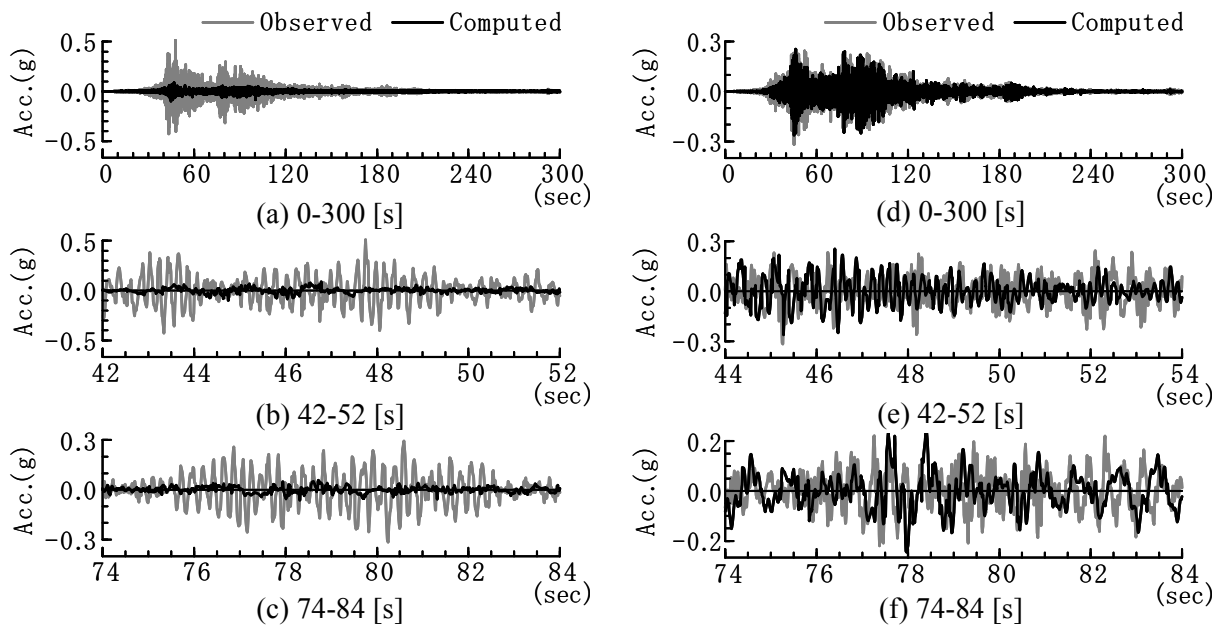 Observed Computed
Acc.(g)
0.5
0.0
-0.5
0 60 120 180 240 300
(sec)
(a) 0-300 [s]
Acc.(g)
0.5
0.0
-0.5
42 44 46 48 50 52
(sec)
(b) 42-52 [s]
Acc.(g)
0.3
0.0
-0.3
74 76 78 80 82 84
(sec)
(c) 74-84 [s]
Observed Computed
Acc.(g)
0.3
0.0
-0.3
0 60 120 180 240 300
(sec)
(d) 0-300 [s]
Acc.(g)
0.3
0.0
-0.3
44 46 48 50 52 54
(sec)
(e) 42-52 [s]
Acc.(g)
0.2
0.0
-0.2
74 76 78 80 82 84
(sec)
(f) 74-84 [s]